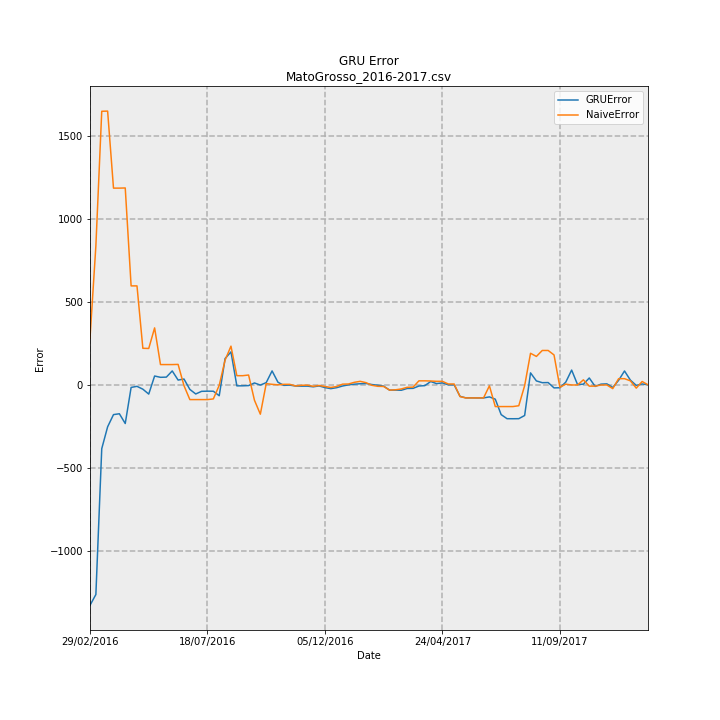 GRU Error
MatoGrosso_2016-2017.csv
GRUError
NaiveError
1500
1000
500
0
−500
−1000
Error
29/02/2016
18/07/2016
05/12/2016
24/04/2017
11/09/2017
Date